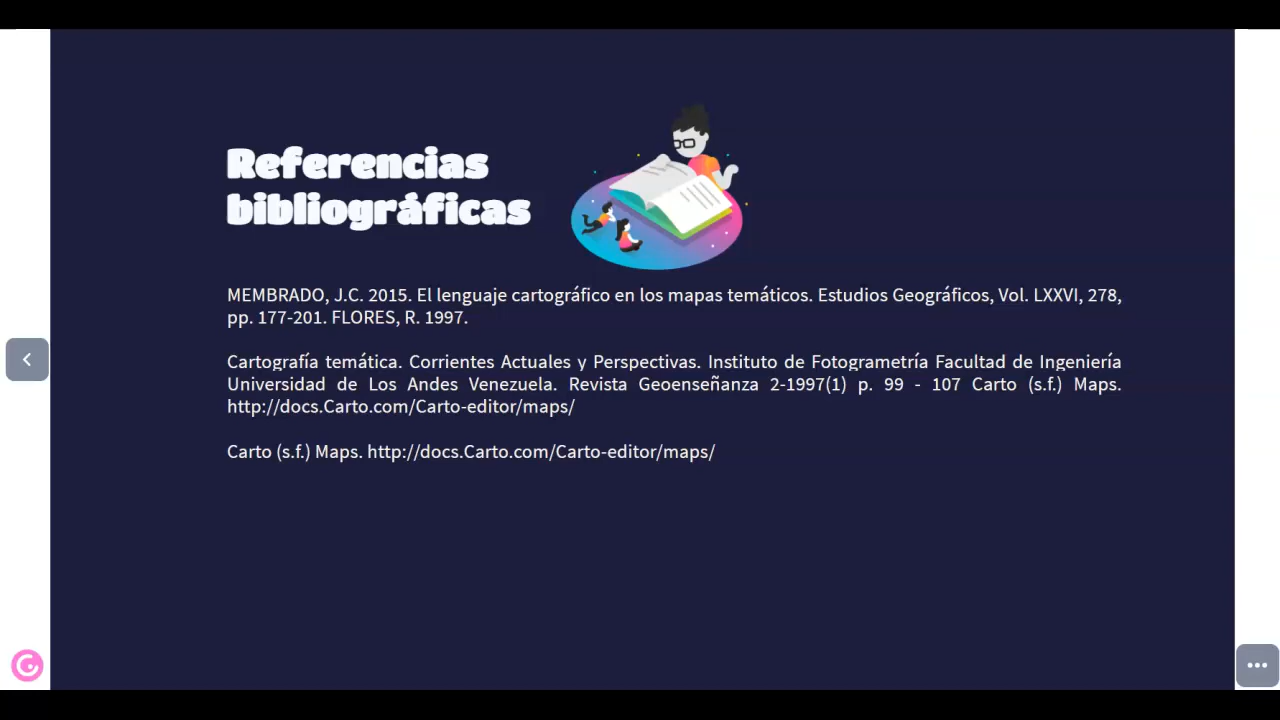 Referencias
bibliográficas
MEMBRADO, J.C. 2015. El lenguaje cartográfico en los mapas temáticos. Estudios Geográficos, Vol. LXXVI, 278,
pp. 177-201. FLORES, R. 1997.
Cartografía temática. Corrientes Actuales y Perspectivas. Instituto de Fotogrametría Facultad de Ingeniería
Universidad de Los Andes Venezuela. Revista Geoenseñanza 2-1997(1) p. 99 - 107 Carto (s.f.) Maps.
http://docs.Carto.com/Carto-editor/maps/
Carto (s.f.) Maps. http://docs.Carto.com/Carto-editor/maps/